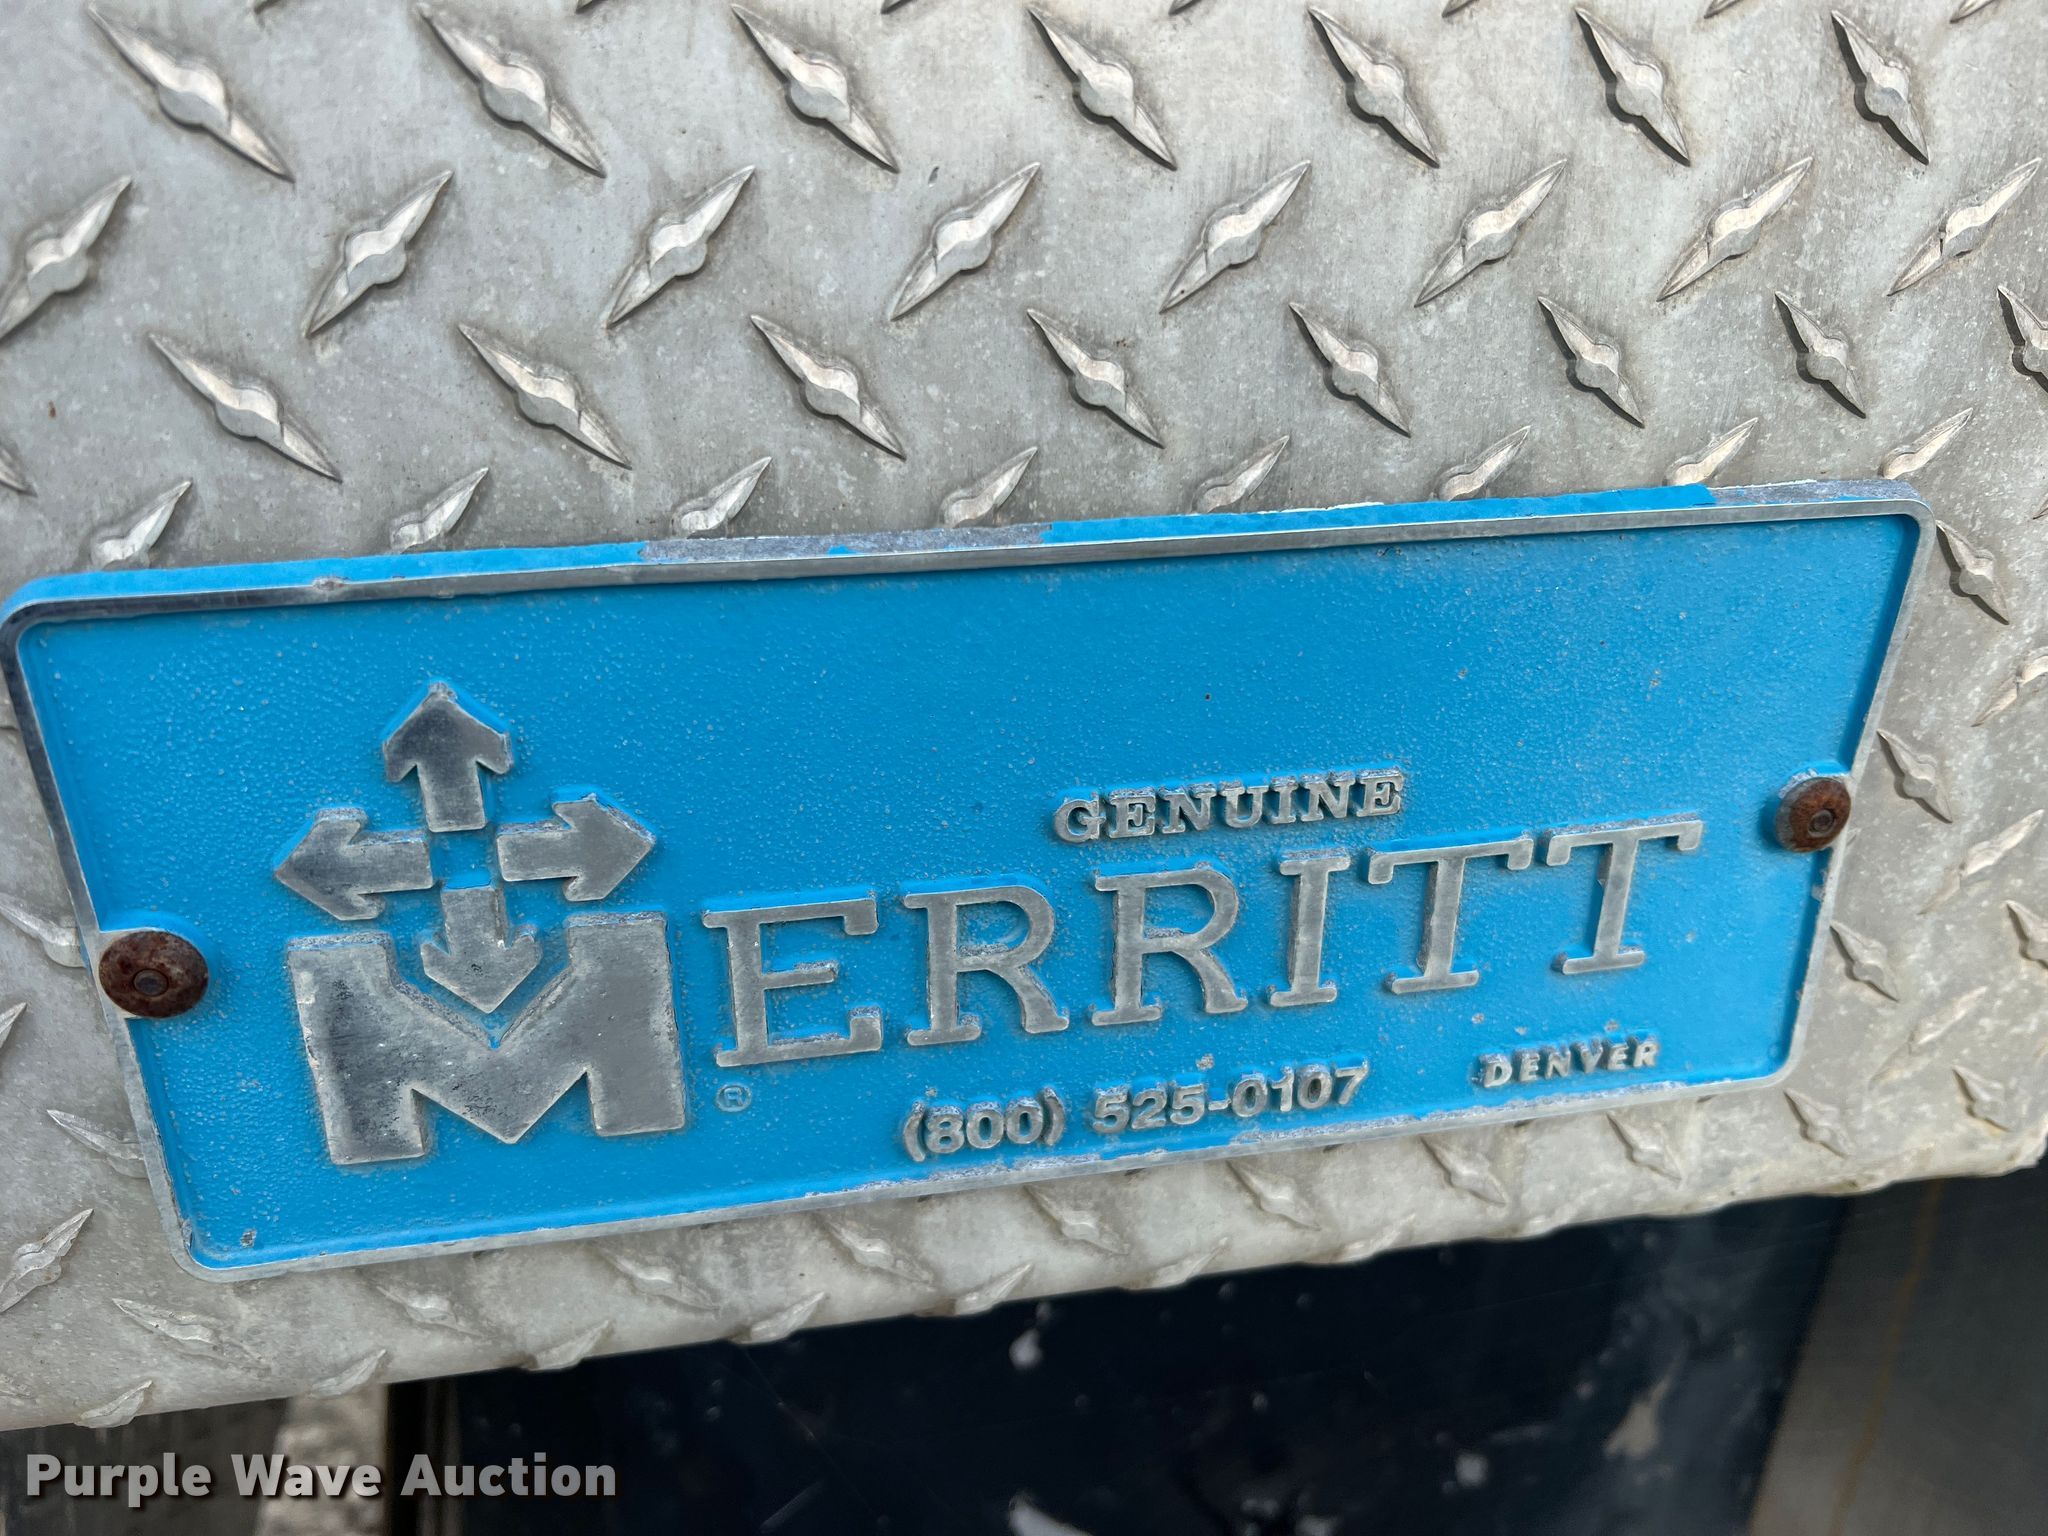 GENUINE
MERRITT
®
(800) 525-0107
DENVER
Purple Wave Auction